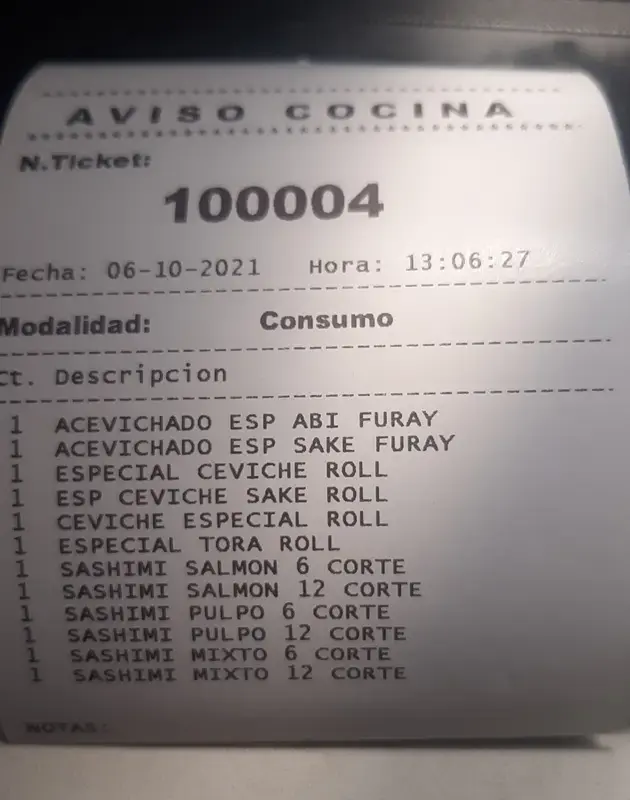 AVISO COCINA
N.Ticket:
100004
Fecha: 06-10-2021 Hora: 13:06:27
Modalidad: Consumo
Ct. Descripcion
1 ACEVICHADO ESP ABI FURAY
1 ACEVICHADO ESP SAKE FURAY
1 ESPECIAL CEVICHE ROLL
1 ESP CEVICHE SAKE ROLL
1 CEVICHE ESPECIAL ROLL
1 ESPECIAL TORA ROLL
1 SASHIMI SALMON 6 CORTE
1 SASHIMI SALMON 12 CORTE
1 SASHIMI PULPO 6 CORTE
1 SASHIMI PULPO 12 CORTE
1 SASHIMI MIXTO 6 CORTE
1 SASHIMI MIXTO 12 CORTE
NOTAS: